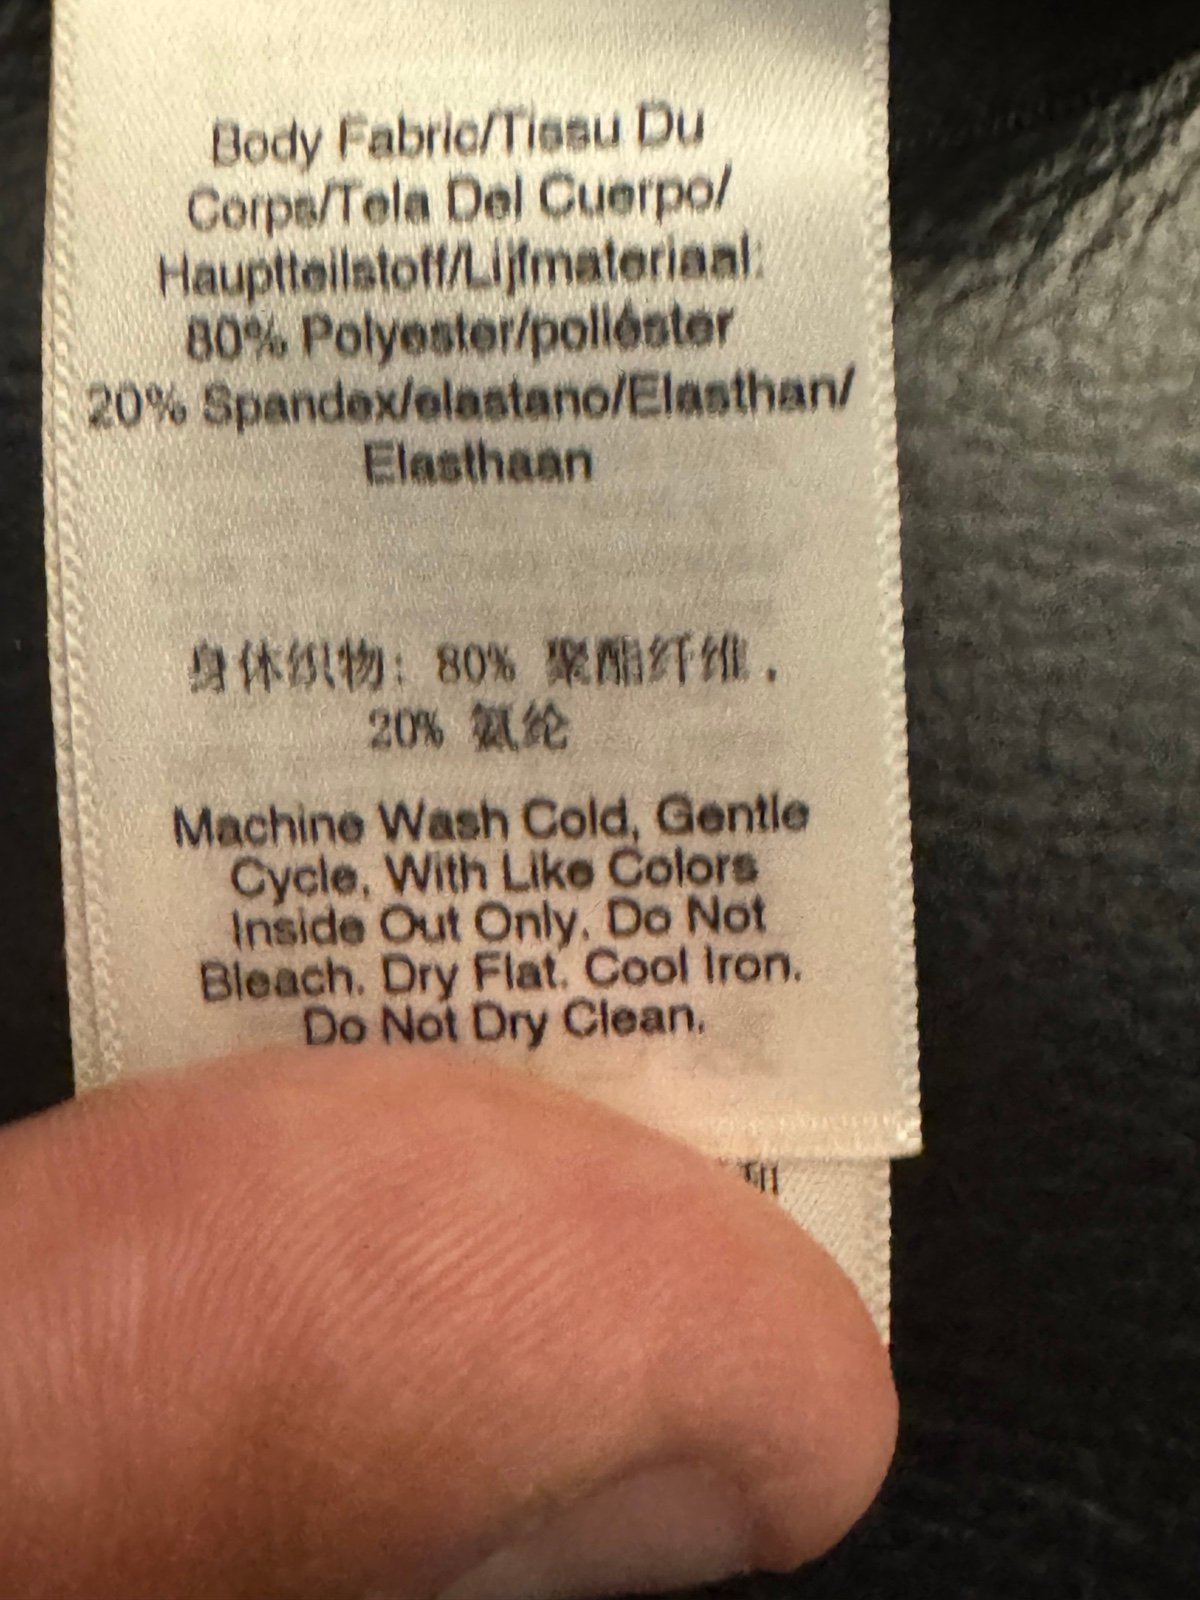 Body Fabric/Tissu Du
Corps/Tela Del Cuerpo/
Hauptteilstoff/Lijfmateriaal:
80% Polyester/poliéster
20% Spandex/elastano/Elasthan/
Elasthaan
身体织物: 80% 聚酯纤维.
20% 氨纶
Machine Wash Cold, Gentle
Cycle, With Like Colors
Inside Out Only. Do Not
Bleach. Dry Flat. Cool Iron.
Do Not Dry Clean.